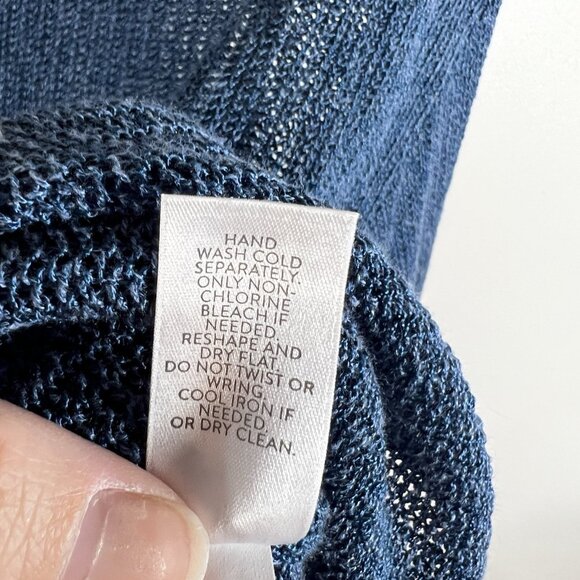 HAND
WASH COLD
SEPARATELY.
ONLY NON-
CHLORINE
BLEACH IF
NEEDED.
RESHAPE AND
DRY FLAT.
DO NOT TWIST OR
WRING.
COOL IRON IF
NEEDED.
OR DRY CLEAN.